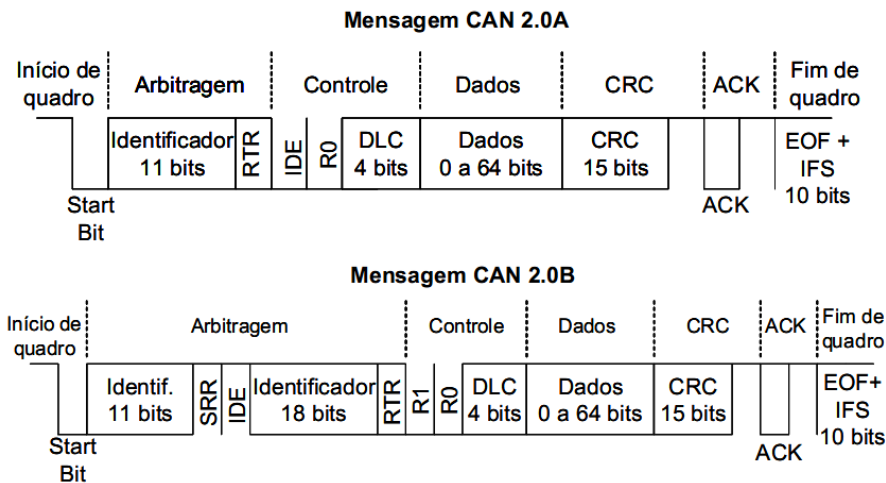 Mensagem CAN 2.0A
Início de
quadro
Arbitragem
Controle
Dados
CRC
ACK
Fim de
quadro
Start
Bit
Identificador
11 bits
RTR
IDE
R0
DLC
4 bits
Dados
0 a 64 bits
CRC
15 bits
ACK
EOF +
IFS
10 bits
Mensagem CAN 2.0B
Início de
quadro
Arbitragem
Controle
Dados
CRC
ACK
Fim de
quadro
Start
Bit
Identif.
11 bits
SRR
IDE
Identificador
18 bits
RTR
R1
R0
DLC
4 bits
Dados
0 a 64 bits
CRC
15 bits
ACK
EOF+
IFS
10 bits